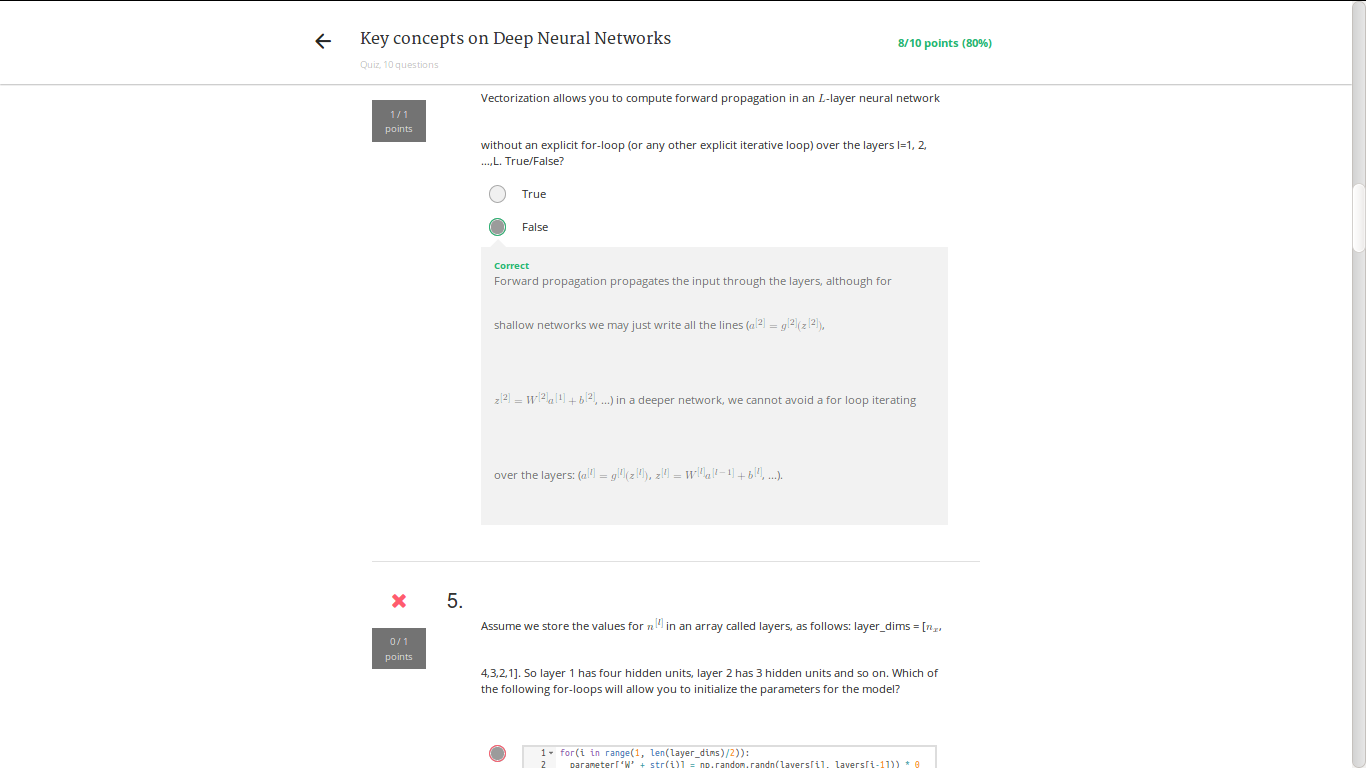 Key concepts on Deep Neural Networks
8/10 points (80%)
Quiz, 10 questions
1 / 1
points
Vectorization allows you to compute forward propagation in an L-layer neural network
without an explicit for-loop (or any other explicit iterative loop) over the layers l=1, 2,
…,L. True/False?
True
False
Correct
Forward propagation propagates the input through the layers, although for
shallow networks we may just write all the lines (a^[2] = g^[2](z^[2]),
z^[2] = W^[2]a^[1] + b^[2], ...) in a deeper network, we cannot avoid a for loop iterating
over the layers: (a^[l] = g^[l](z^[l]), z^[l] = W^[l]a^[l−1] + b^[l], ...).
5.
0 / 1
points
Assume we store the values for n^[l] in an array called layers, as follows: layer_dims = [n_x,
4,3,2,1]. So layer 1 has four hidden units, layer 2 has 3 hidden units and so on. Which of
the following for-loops will allow you to initialize the parameters for the model?
1 for(i in range(1, len(layer_dims)/2)):
2 parameter['W' + str(i)] = np.random.randn(layers[i], layers[i-1])) * 0